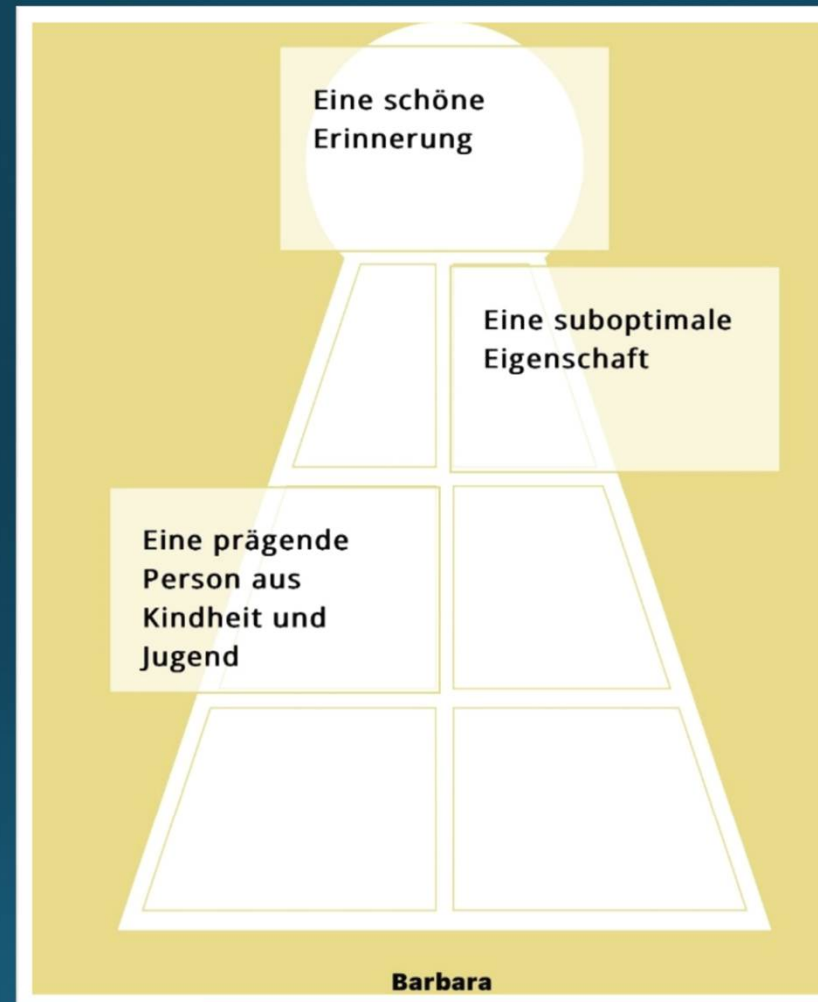 Eine schöne
Erinnerung
Eine suboptimale
Eigenschaft
Eine prägende
Person aus
Kindheit und
Jugend
Barbara